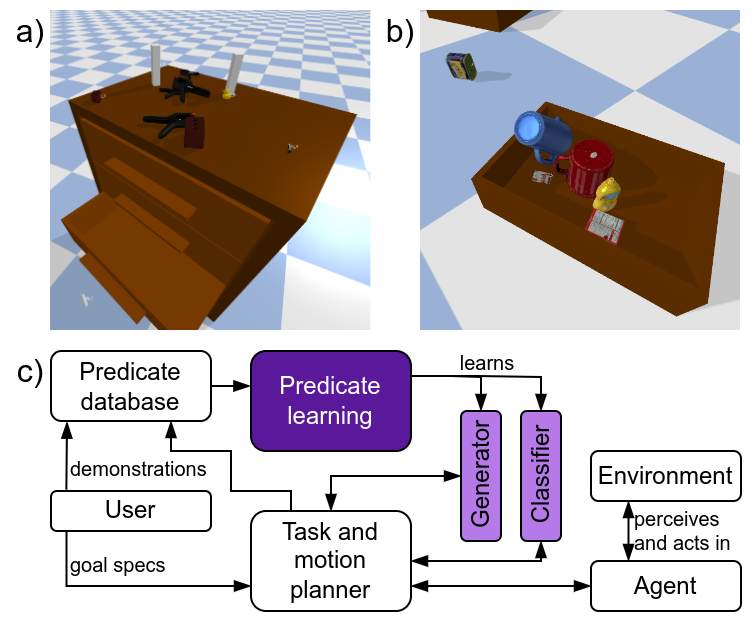 a)
b)
c)
Predicate
database
Predicate
learning
learns
Generator
Classifier
demonstrations
User
goal specs
Task and
motion
planner
Environment
perceives
and acts in
Agent